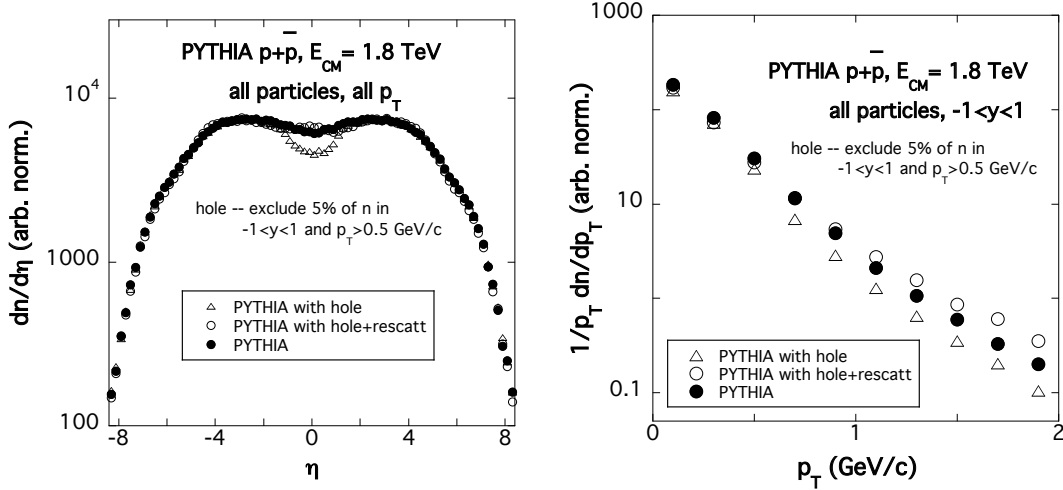 PYTHIA p+p̄, E_CM= 1.8 TeV
all particles, all p_T
10^4
1000
100
dn/dη (arb. norm.)
hole -- exclude 5% of n in
-1<y<1 and p_T>0.5 GeV/c
PYTHIA with hole
PYTHIA with hole+rescatt
PYTHIA
-8 -4 0 4 8
η
1000
10
0.1
1/p_T dn/dp_T (arb. norm.)
PYTHIA p+p̄, E_CM= 1.8 TeV
all particles, -1<y<1
hole -- exclude 5% of n in
-1<y<1 and p_T>0.5 GeV/c
PYTHIA with hole
PYTHIA with hole+rescatt
PYTHIA
0 1 2
p_T (GeV/c)